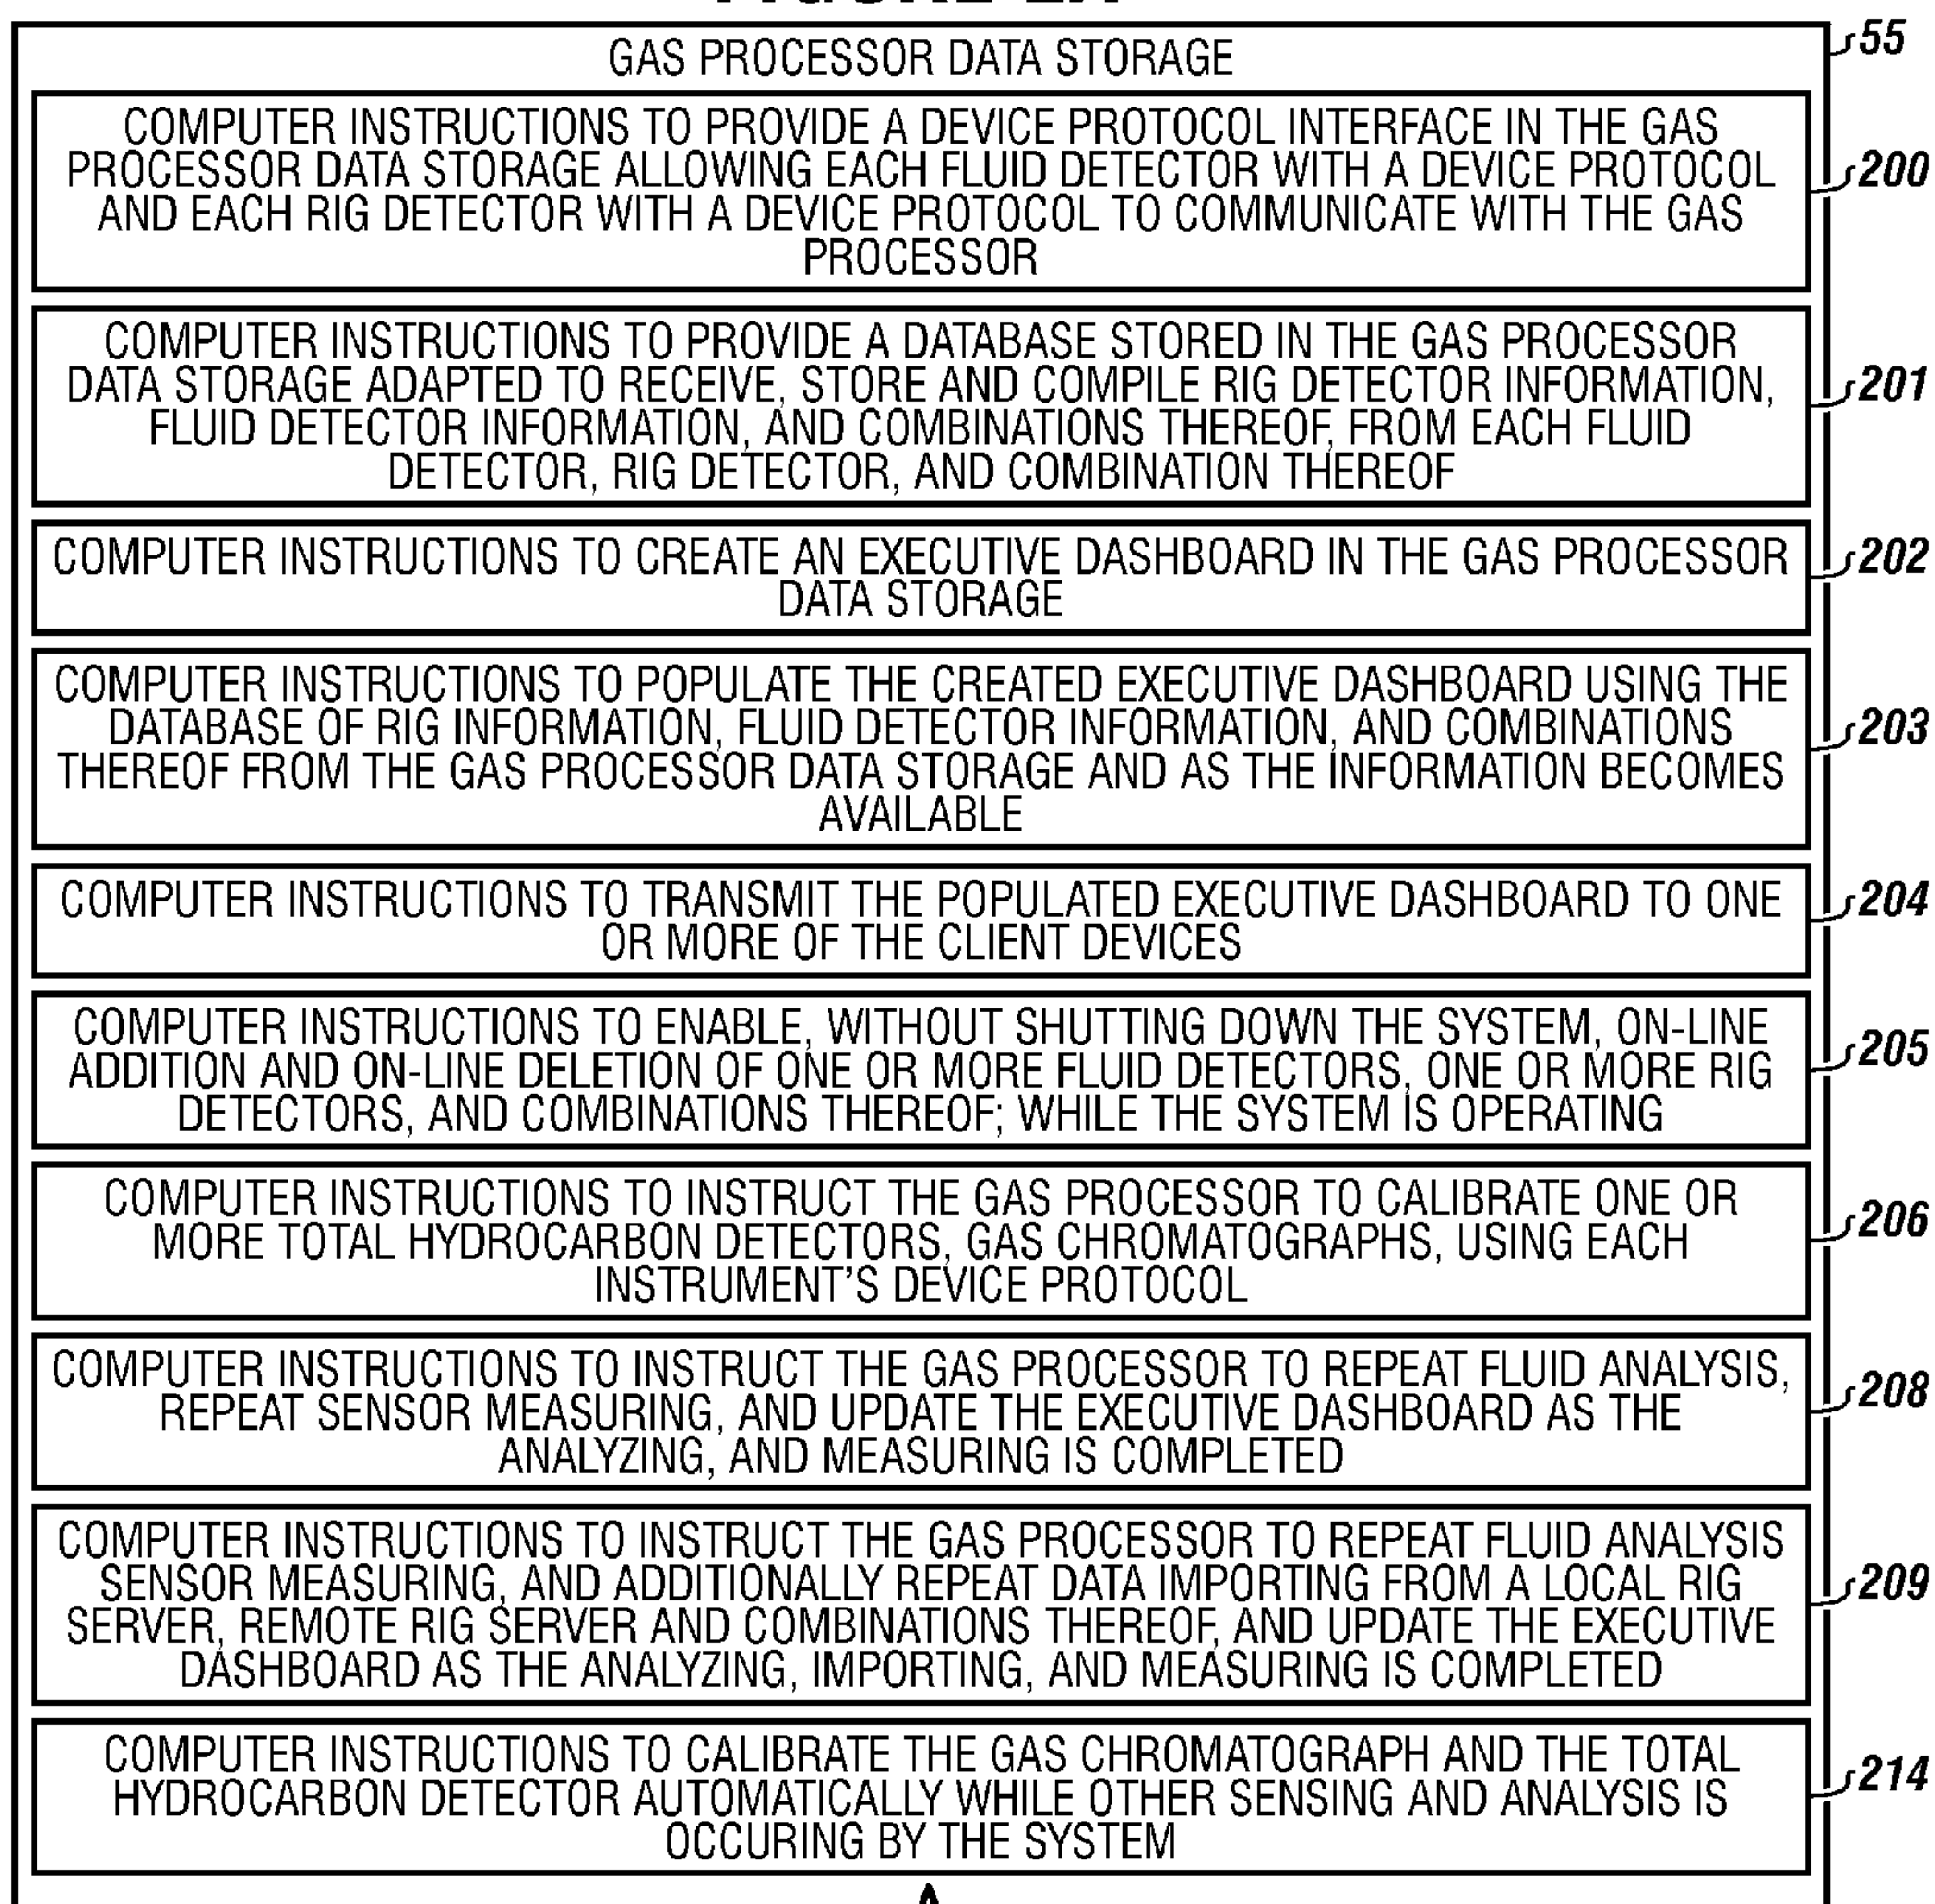 GAS PROCESSOR DATA STORAGE
55
COMPUTER INSTRUCTIONS TO PROVIDE A DEVICE PROTOCOL INTERFACE IN THE GAS
PROCESSOR DATA STORAGE ALLOWING EACH FLUID DETECTOR WITH A DEVICE PROTOCOL
AND EACH RIG DETECTOR WITH A DEVICE PROTOCOL TO COMMUNICATE WITH THE GAS
PROCESSOR
200
COMPUTER INSTRUCTIONS TO PROVIDE A DATABASE STORED IN THE GAS PROCESSOR
DATA STORAGE ADAPTED TO RECEIVE, STORE AND COMPILE RIG DETECTOR INFORMATION,
FLUID DETECTOR INFORMATION, AND COMBINATIONS THEREOF, FROM EACH FLUID
DETECTOR, RIG DETECTOR, AND COMBINATION THEREOF
201
COMPUTER INSTRUCTIONS TO CREATE AN EXECUTIVE DASHBOARD IN THE GAS PROCESSOR
DATA STORAGE
202
COMPUTER INSTRUCTIONS TO POPULATE THE CREATED EXECUTIVE DASHBOARD USING THE
DATABASE OF RIG INFORMATION, FLUID DETECTOR INFORMATION, AND COMBINATIONS
THEREOF FROM THE GAS PROCESSOR DATA STORAGE AND AS THE INFORMATION BECOMES
AVAILABLE
203
COMPUTER INSTRUCTIONS TO TRANSMIT THE POPULATED EXECUTIVE DASHBOARD TO ONE
OR MORE OF THE CLIENT DEVICES
204
COMPUTER INSTRUCTIONS TO ENABLE, WITHOUT SHUTTING DOWN THE SYSTEM, ON-LINE
ADDITION AND ON-LINE DELETION OF ONE OR MORE FLUID DETECTORS, ONE OR MORE RIG
DETECTORS, AND COMBINATIONS THEREOF; WHILE THE SYSTEM IS OPERATING
205
COMPUTER INSTRUCTIONS TO INSTRUCT THE GAS PROCESSOR TO CALIBRATE ONE OR
MORE TOTAL HYDROCARBON DETECTORS, GAS CHROMATOGRAPHS, USING EACH
INSTRUMENT'S DEVICE PROTOCOL
206
COMPUTER INSTRUCTIONS TO INSTRUCT THE GAS PROCESSOR TO REPEAT FLUID ANALYSIS,
REPEAT SENSOR MEASURING, AND UPDATE THE EXECUTIVE DASHBOARD AS THE
ANALYZING, AND MEASURING IS COMPLETED
208
COMPUTER INSTRUCTIONS TO INSTRUCT THE GAS PROCESSOR TO REPEAT FLUID ANALYSIS
SENSOR MEASURING, AND ADDITIONALLY REPEAT DATA IMPORTING FROM A LOCAL RIG
SERVER, REMOTE RIG SERVER AND COMBINATIONS THEREOF, AND UPDATE THE EXECUTIVE
DASHBOARD AS THE ANALYZING, IMPORTING, AND MEASURING IS COMPLETED
209
COMPUTER INSTRUCTIONS TO CALIBRATE THE GAS CHROMATOGRAPH AND THE TOTAL
HYDROCARBON DETECTOR AUTOMATICALLY WHILE OTHER SENSING AND ANALYSIS IS
OCCURING BY THE SYSTEM
214